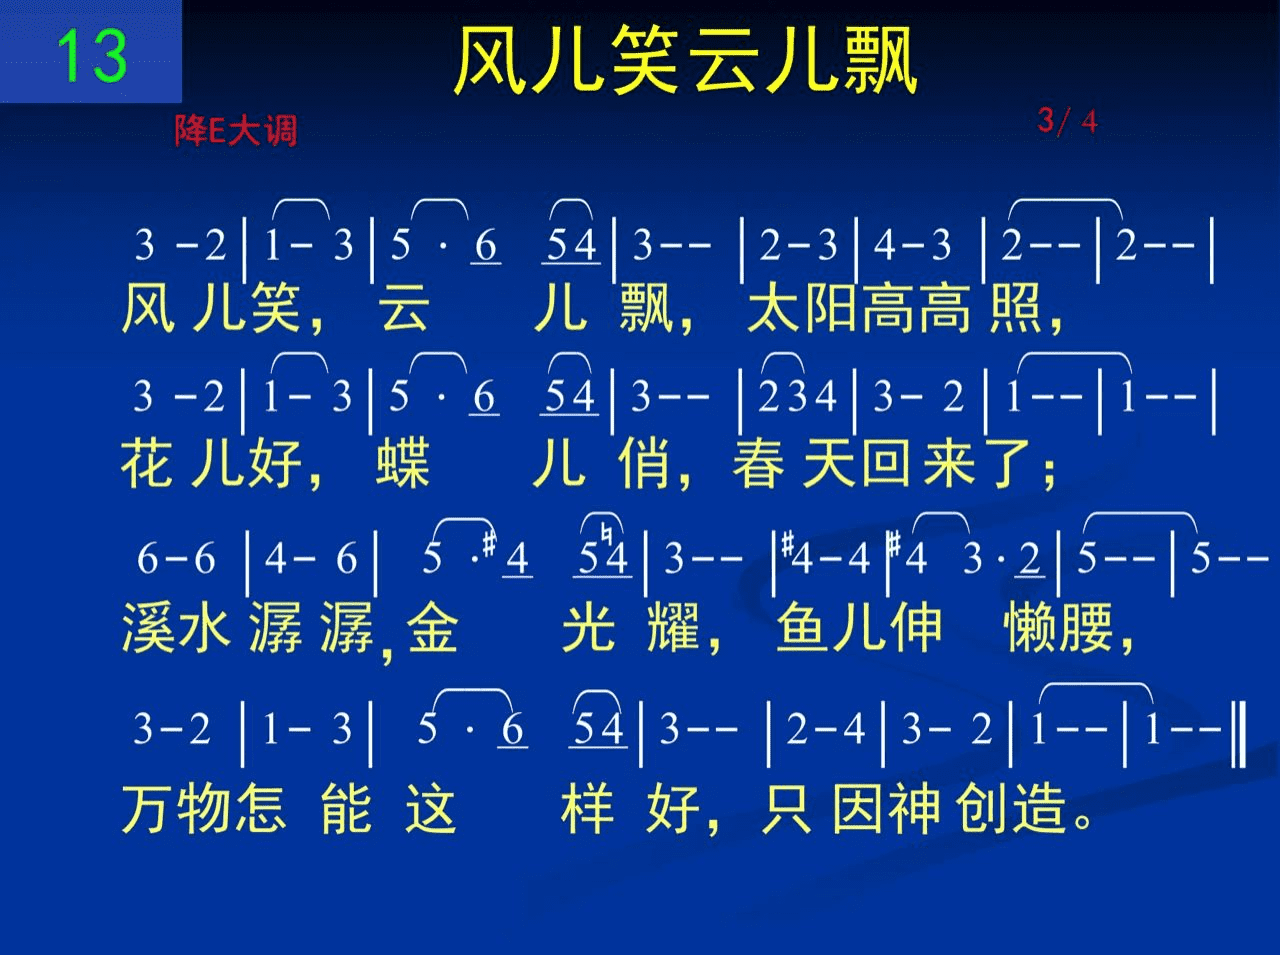 13
风儿笑云儿飘
降E大调 3/ 4
3 -2|1- 3|5 · 6 54|3--|2-3|4-3|2--|2--|
风 儿笑， 云 儿 飘， 太阳高高 照，
3 -2|1- 3|5 · 6 54|3--|234|3- 2|1--|1--|
花 儿好， 蝶 儿 俏，春 天回 来了；
6-6|4- 6| 5 ·♯4 5♮4|3--|♯4-4|♯4 3·2|5--|5--
溪水 潺 潺，金 光 耀， 鱼儿伸 懒腰，
3-2|1- 3| 5 · 6 54|3--|2-4|3- 2|1--|1--‖
万物怎 能 这 样 好，只 因神 创造。